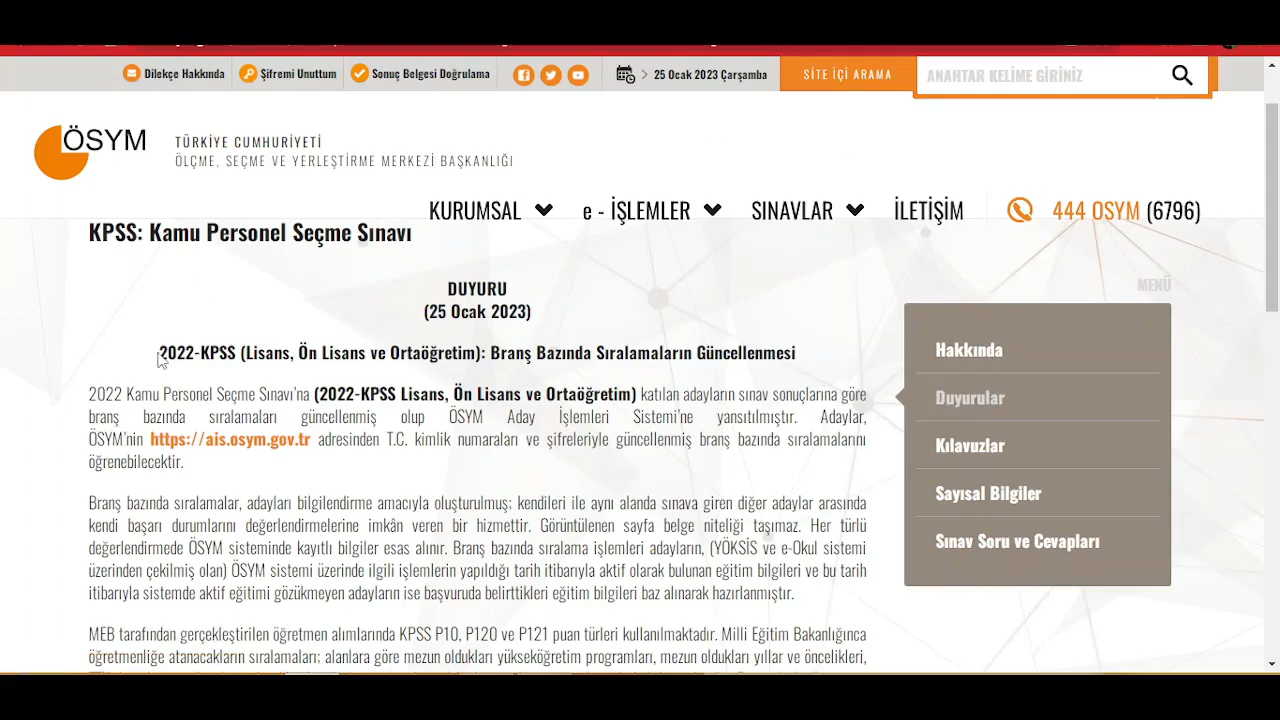 Dilekçe Hakkında
Şifremi Unuttum
Sonuç Belgesi Doğrulama
25 Ocak 2023 Çarşamba
SİTE İÇİ ARAMA
ANAHTAR KELİME GİRİNİZ
ÖSYM
TÜRKİYE CUMHURİYETİ
ÖLÇME, SEÇME VE YERLEŞTİRME MERKEZİ BAŞKANLIĞI
KURUMSAL
e - İŞLEMLER
SINAVLAR
İLETİŞİM
444 OSYM (6796)
KPSS: Kamu Personel Seçme Sınavı
DUYURU
(25 Ocak 2023)
2022-KPSS (Lisans, Ön Lisans ve Ortaöğretim): Branş Bazında Sıralamaların Güncellenmesi
2022 Kamu Personel Seçme Sınavı'na (2022-KPSS Lisans, Ön Lisans ve Ortaöğretim) katılan adayların sınav sonuçlarına göre
branş bazında sıralamaları güncellenmiş olup ÖSYM Aday İşlemleri Sistemi'ne yansıtılmıştır. Adaylar,
ÖSYM'nin https://ais.osym.gov.tr adresinden T.C. kimlik numaraları ve şifreleriyle güncellenmiş branş bazında sıralamalarını
öğrenebilecektir.
Branş bazında sıralamalar, adayları bilgilendirme amacıyla oluşturulmuş; kendileri ile aynı alanda sınava giren diğer adaylar arasında
kendi başarı durumlarını değerlendirmelerine imkân veren bir hizmettir. Görüntülenen sayfa belge niteliği taşımaz. Her türlü
değerlendirmede ÖSYM sisteminde kayıtlı bilgiler esas alınır. Branş bazında sıralama işlemleri adayların, (YÖKSİS ve e-Okul sistemi
üzerinden çekilmiş olan) ÖSYM sistemi üzerinde ilgili işlemlerin yapıldığı tarih itibarıyla aktif olarak bulunan eğitim bilgileri ve bu tarih
itibarıyla sistemde aktif eğitimi gözükmeyen adayların ise başvuruda belirttikleri eğitim bilgileri baz alınarak hazırlanmıştır.
MEB tarafından gerçekleştirilen öğretmen alımlarında KPSS P10, P120 ve P121 puan türleri kullanılmaktadır. Milli Eğitim Bakanlığınca
öğretmenliğe atanacakların sıralamaları; alanlara göre mezun oldukları yükseköğretim programları, mezun oldukları yıllar ve öncelikleri,
MENÜ
Hakkında
Duyurular
Kılavuzlar
Sayısal Bilgiler
Sınav Soru ve Cevapları